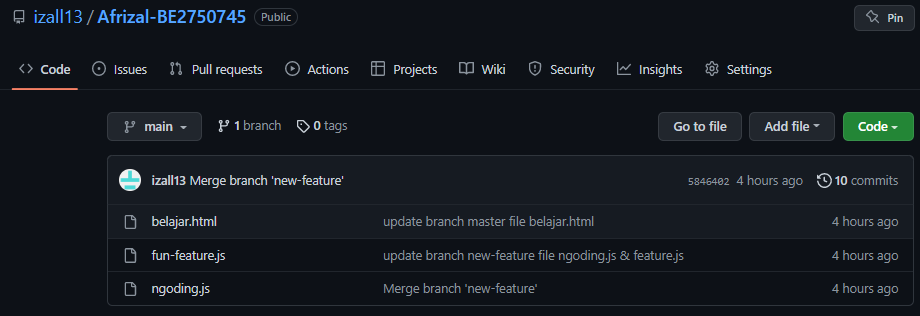 izall13 / Afrizal-BE2750745 Public Pin
Code Issues Pull requests Actions Projects Wiki Security Insights Settings
main 1 branch 0 tags Go to file Add file Code
izall13 Merge branch 'new-feature' 5846402 4 hours ago 10 commits
belajar.html update branch master file belajar.html 4 hours ago
fun-feature.js update branch new-feature file ngoding.js & feature.js 4 hours ago
ngoding.js Merge branch 'new-feature' 4 hours ago